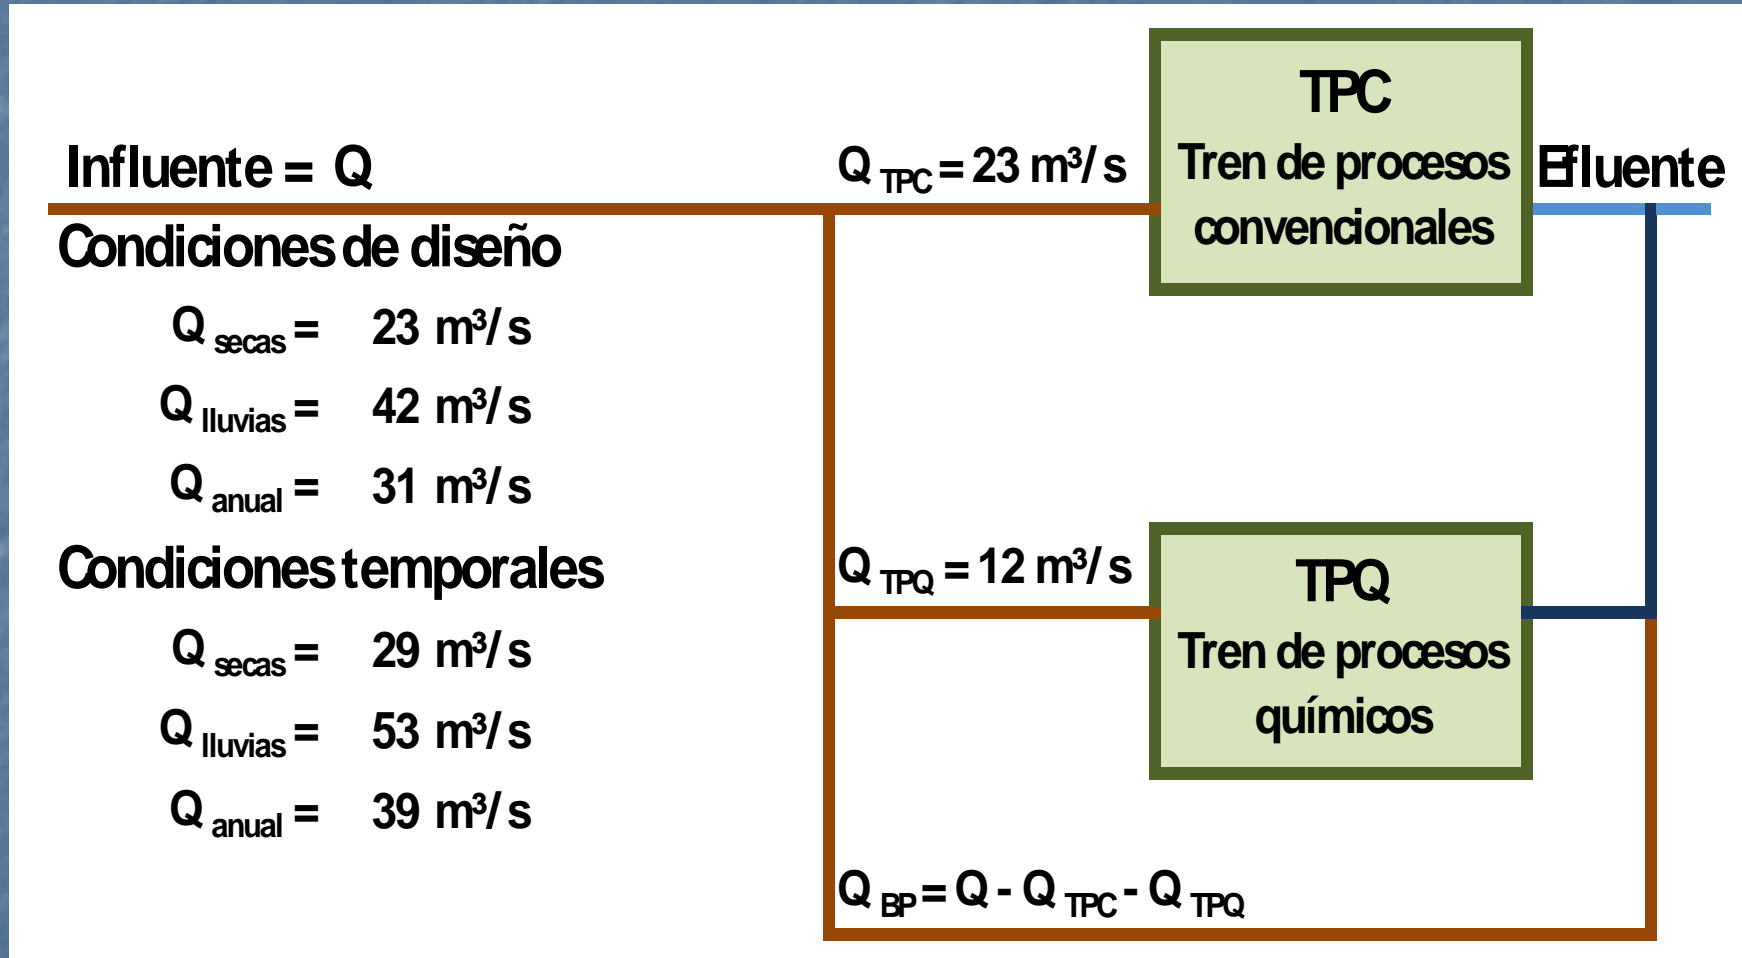 Influente = Q
Condiciones de diseño
Q secas = 23 m³/s
Q lluvias = 42 m³/s
Q anual = 31 m³/s
Condiciones temporales
Q secas = 29 m³/s
Q lluvias = 53 m³/s
Q anual = 39 m³/s
Q TPC = 23 m³/s
TPC
Tren de procesos
convencionales
Efluente
Q TPQ = 12 m³/s
TPQ
Tren de procesos
químicos
Q BP = Q - Q TPC - Q TPQ